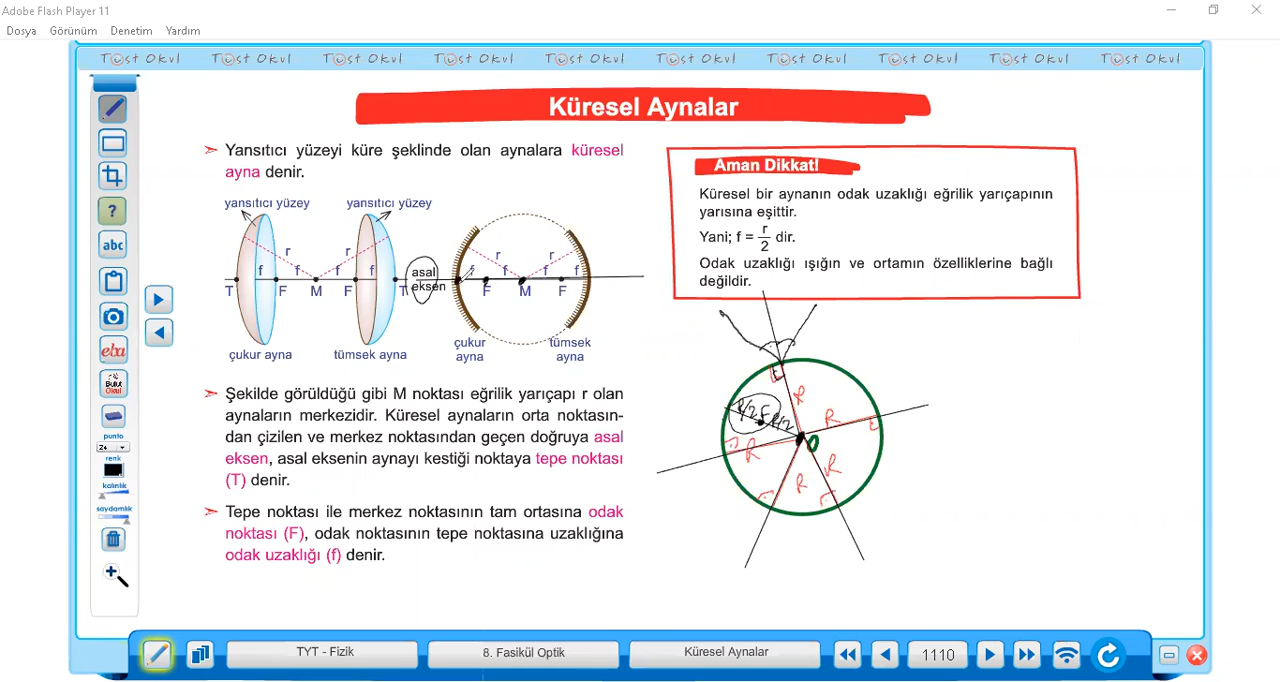 Adobe Flash Player 11
Dosya Görünüm Denetim Yardım
Test Okul Test Okul Test Okul Test Okul Test Okul Test Okul Test Okul Test Okul Test Okul Test Okul
Küresel Aynalar
Yansıtıcı yüzeyi küre şeklinde olan aynalara küresel
ayna denir.
yansıtıcı yüzey yansıtıcı yüzey
r r r r
f f f f asal f f f f
eksen
T F M F T F M F
çukur ayna tümsek ayna
çukur tümsek
ayna ayna
Şekilde görüldüğü gibi M noktası eğrilik yarıçapı r olan
aynaların merkezidir. Küresel aynaların orta noktasın-
dan çizilen ve merkez noktasından geçen doğruya asal
eksen, asal eksenin aynayı kestiği noktaya tepe noktası
(T) denir.
Tepe noktası ile merkez noktasının tam ortasına odak
noktası (F), odak noktasının tepe noktasına uzaklığına
odak uzaklığı (f) denir.
Aman Dikkat!
Küresel bir aynanın odak uzaklığı eğrilik yarıçapının
yarısına eşittir.
Yani; f = r/2 dir.
Odak uzaklığı ışığın ve ortamın özelliklerine bağlı
değildir.
R
R/2 F R/2 R
O
R R
R
?
abc
eba
Bulut
Okul
punto
24
renk
kalınlık
saydamlık
TYT - Fizik 8. Fasikül Optik Küresel Aynalar 1110